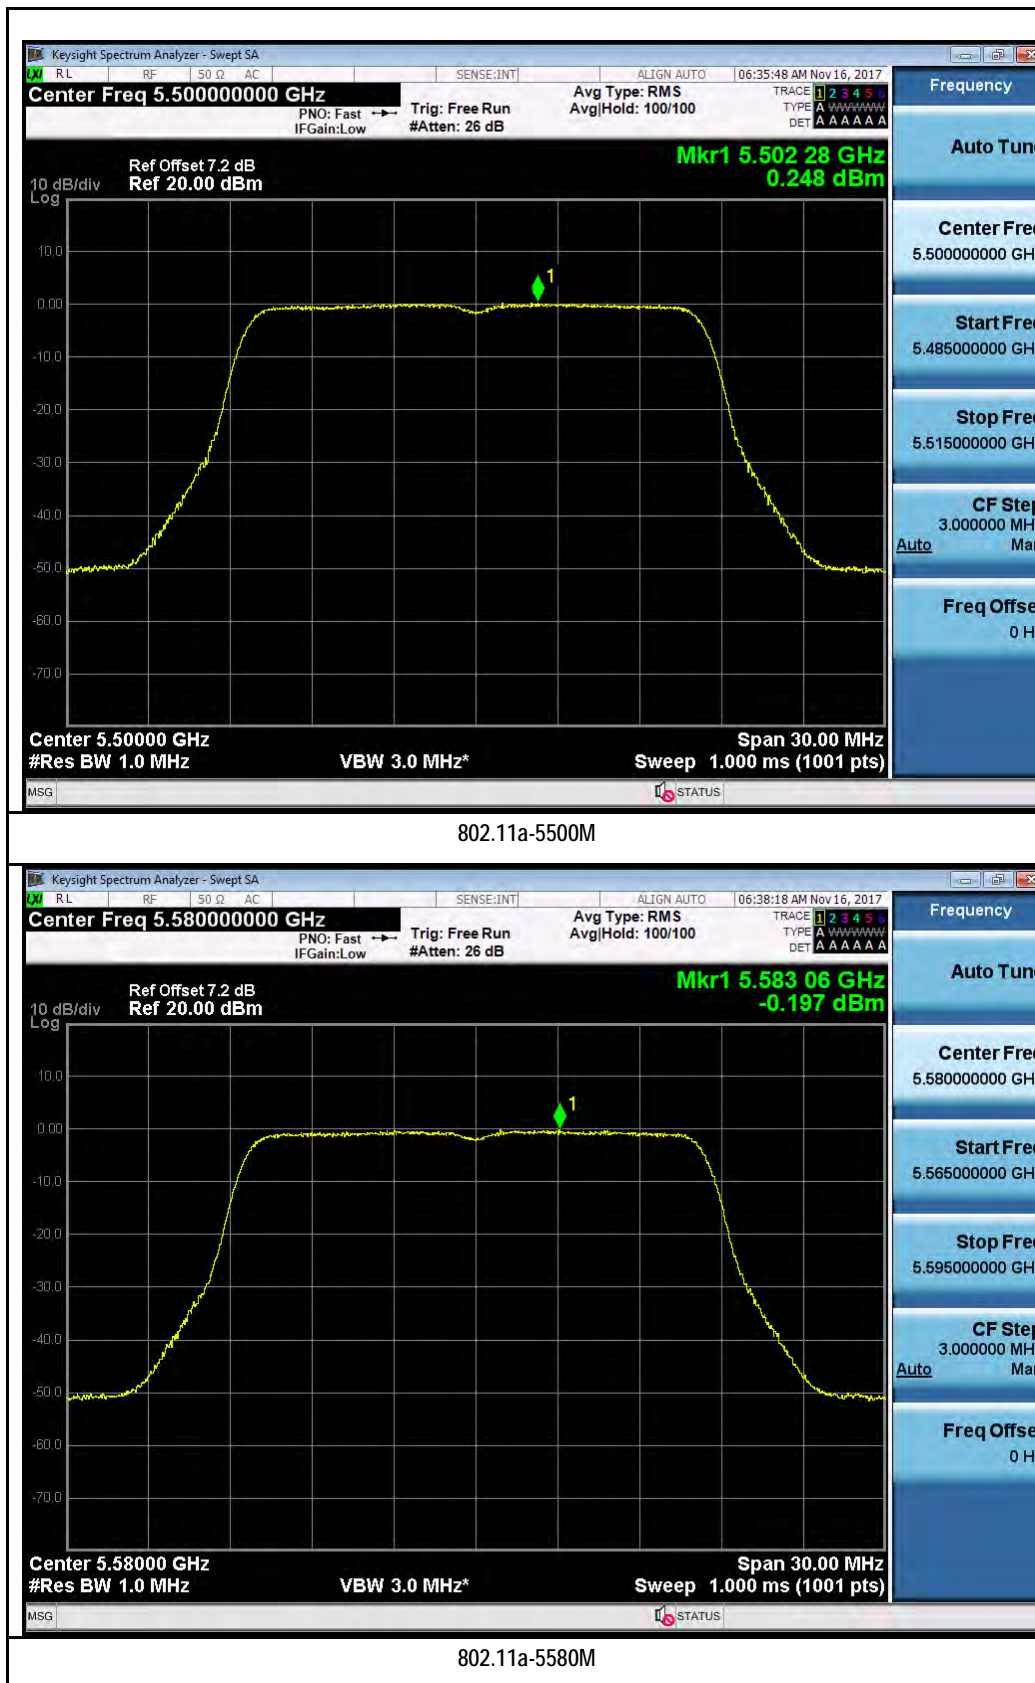 Keysight Spectrum Analyzer - Swept SA
LXI RL RF 50 Ω AC SENSE:INT ALIGN AUTO 06:35:48 AM Nov 16, 2017
Center Freq 5.500000000 GHz
PNO: Fast
IFGain:Low
Trig: Free Run
#Atten: 26 dB
Avg Type: RMS
Avg|Hold: 100/100
TRACE 1 2 3 4 5 6
TYPE A WWWWW
DET A A A A A A
Frequency
Mkr1 5.502 28 GHz
0.248 dBm
Ref Offset 7.2 dB
10 dB/div Ref 20.00 dBm
Log
10.0
0.00
-10.0
-20.0
-30.0
-40.0
-50.0
-60.0
-70.0
1
Center 5.50000 GHz
Span 30.00 MHz
#Res BW 1.0 MHz VBW 3.0 MHz* Sweep 1.000 ms (1001 pts)
Auto Tun
Center Fre
5.500000000 GH
Start Fre
5.485000000 GH
Stop Fre
5.515000000 GH
CF Ste
3.000000 MH
Auto Ma
Freq Offse
0 H
MSG STATUS
802.11a-5500M
Keysight Spectrum Analyzer - Swept SA
LXI RL RF 50 Ω AC SENSE:INT ALIGN AUTO 06:38:18 AM Nov 16, 2017
Center Freq 5.580000000 GHz
PNO: Fast
IFGain:Low
Trig: Free Run
#Atten: 26 dB
Avg Type: RMS
Avg|Hold: 100/100
TRACE 1 2 3 4 5 6
TYPE A WWWWW
DET A A A A A A
Frequency
Mkr1 5.583 06 GHz
-0.197 dBm
Ref Offset 7.2 dB
10 dB/div Ref 20.00 dBm
Log
10.0
0.00
-10.0
-20.0
-30.0
-40.0
-50.0
-60.0
-70.0
1
Center 5.58000 GHz
Span 30.00 MHz
#Res BW 1.0 MHz VBW 3.0 MHz* Sweep 1.000 ms (1001 pts)
Auto Tun
Center Fre
5.580000000 GH
Start Fre
5.565000000 GH
Stop Fre
5.595000000 GH
CF Ste
3.000000 MH
Auto Ma
Freq Offse
0 H
MSG STATUS
802.11a-5580M